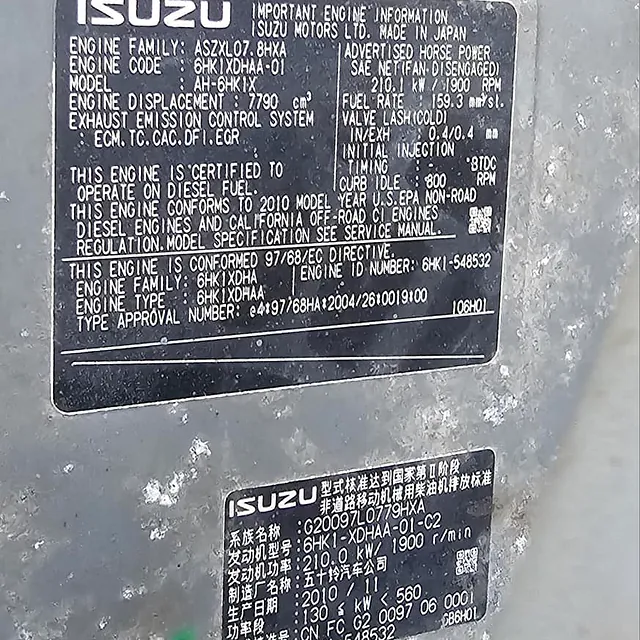 ISUZU IMPORTANT ENGINE INFORMATION
ISUZU MOTORS LTD. MADE IN JAPAN
ENGINE FAMILY: ASZXL07.8HXA
ENGINE CODE : 6HK1XDHAA-01
MODEL AH-6HK1X
ENGINE DISPLACEMENT : 7790 cm³
EXHAUST EMISSION CONTROL SYSTEM
: ECM.TC.CAC.DFI.EGR
ADVERTISED HORSE POWER
SAE NET(FAN DISENGAGED)
210.1 kW / 1900 RPM
FUEL RATE : 159.3 mm³/st.
VALVE LASH(COLD)
IN/EXH : 0.4/0.4 mm
INITIAL INJECTION
TIMING : - °BTDC
CURB IDLE : 800 RPM
THIS ENGINE IS CERTIFIED TO
OPERATE ON DIESEL FUEL.
THIS ENGINE CONFORMS TO 2010 MODEL YEAR U.S.EPA NON-ROAD
DIESEL ENGINES AND CALIFORNIA OFF-ROAD CI ENGINES
REGULATION.MODEL SPECIFICATION SEE SERVICE MANUAL.
THIS ENGINE IS CONFORMED 97/68/EC DIRECTIVE.
ENGINE FAMILY: 6HK1XDHA
ENGINE ID NUMBER: 6HK1-548532
ENGINE TYPE : 6HK1XDHAA
TYPE APPROVAL NUMBER: e4*97/68HA*2004/26*0019*00
106H01
ISUZU 型式核准达到国家第Ⅱ阶段
非道路移动机械用柴油机排放标准
系族名称 :G20097L0779HXA
发动机型号:6HK1-XDHAA-01-C2
发动机功率:210.0 kW/ 1900 r/min
制造厂名称:五十铃汽车公司
生产日期 :2010 / 11
功率段 :130 ≤ kW < 560
CN FC G2 0097 06 0001
548532
CB6H01